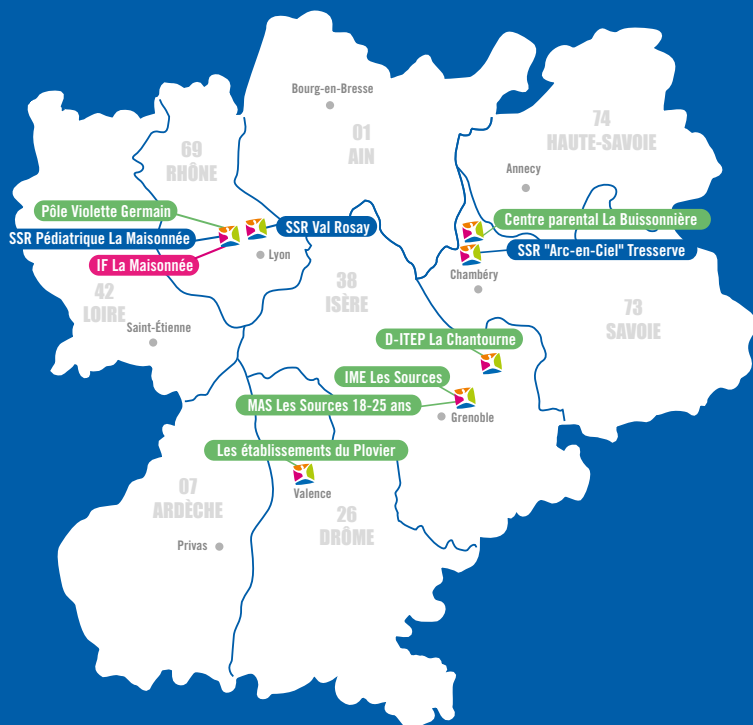 Bourg-en-Bresse
01
AIN
74
HAUTE-SAVOIE
69
RHÔNE
Annecy
Pôle Violette Germain
Centre parental La Buissonnière
SSR Val Rosay
SSR Pédiatrique La Maisonnée
SSR "Arc-en-Ciel" Tresserve
IF La Maisonnée
Lyon
Chambéry
42
LOIRE
38
ISÈRE
73
SAVOIE
Saint-Étienne
D-ITEP La Chantourne
IME Les Sources
MAS Les Sources 18-25 ans
Grenoble
Les établissements du Plovier
07
ARDÈCHE
Valence
26
DRÔME
Privas